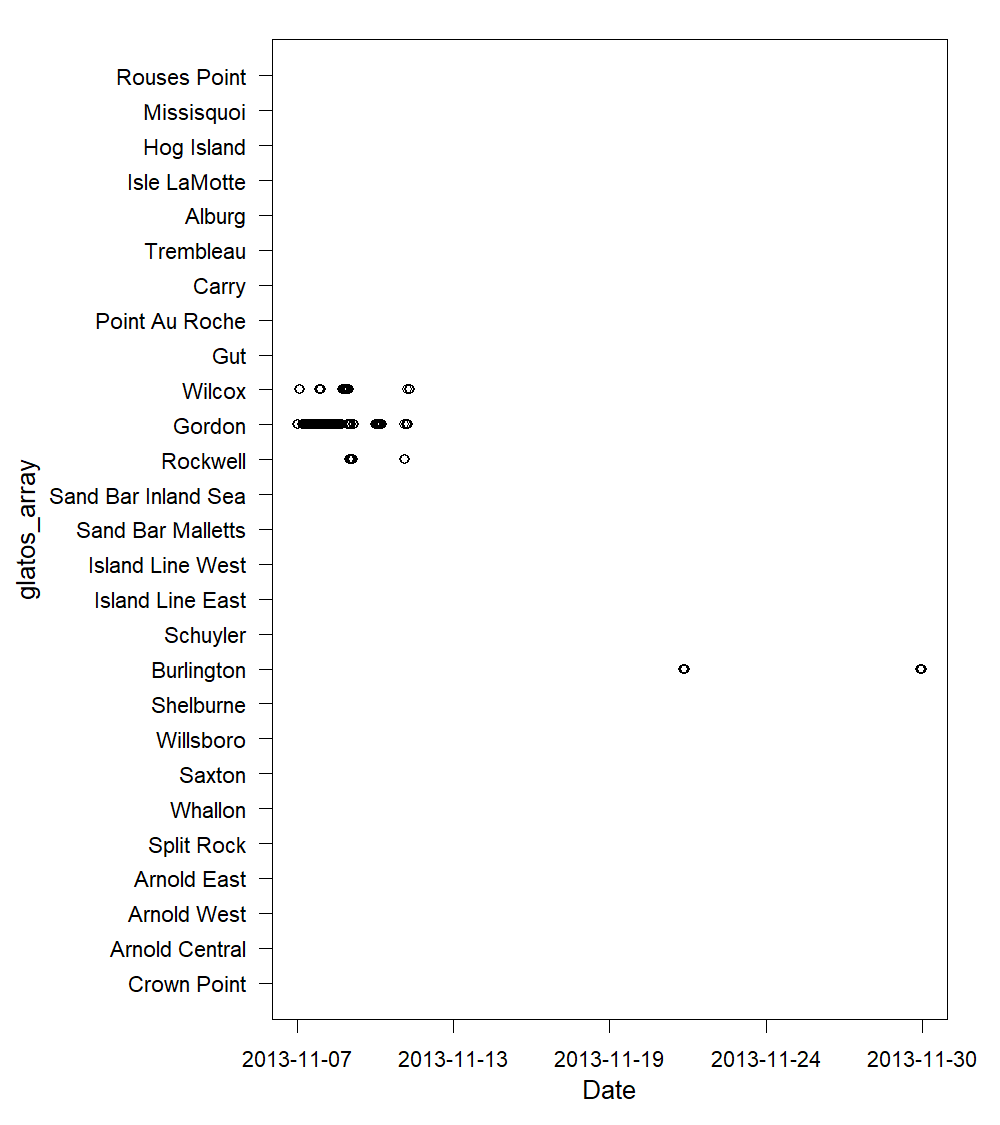 Rouses Point
Missisquoi
Hog Island
Isle LaMotte
Alburg
Trembleau
Carry
Point Au Roche
Gut
Wilcox
Gordon
Rockwell
Sand Bar Inland Sea
Sand Bar Malletts
Island Line West
Island Line East
Schuyler
Burlington
Shelburne
Willsboro
Saxton
Whallon
Split Rock
Arnold East
Arnold West
Arnold Central
Crown Point
glatos_array
2013-11-07 2013-11-13 2013-11-19 2013-11-24 2013-11-30
Date